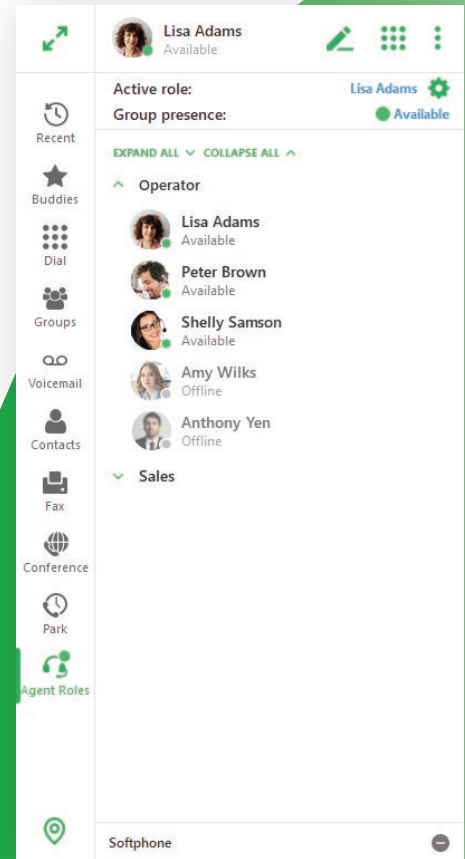 Lisa Adams
Available
Active role: Lisa Adams
Group presence: Available
Recent
Buddies
Dial
Groups
Voicemail
Contacts
Fax
Conference
Park
Agent Roles
EXPAND ALL COLLAPSE ALL
Operator
Lisa Adams
Available
Peter Brown
Available
Shelly Samson
Available
Amy Wilks
Offline
Anthony Yen
Offline
Sales
Softphone